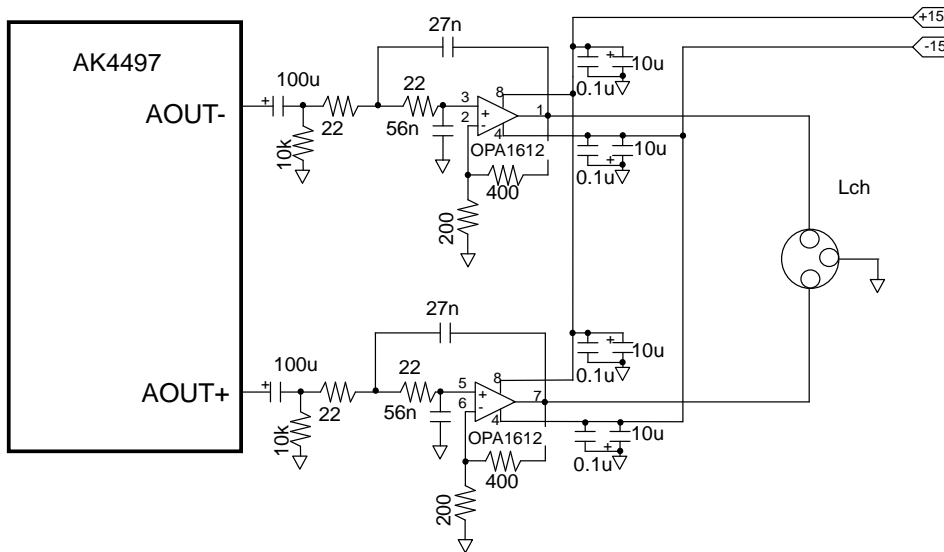 +15
-15
27n
AK4497
10u
0.1u
100u
22
8
AOUT-
3
1
2
22
56n
4
10k
OPA1612
10u
0.1u
400
Lch
200
27n
10u
0.1u
100u
22
8
AOUT+
5
7
6
22
56n
4
10k
OPA1612
10u
0.1u
400
200
+
-
+
-
+
+
+
+
+
+